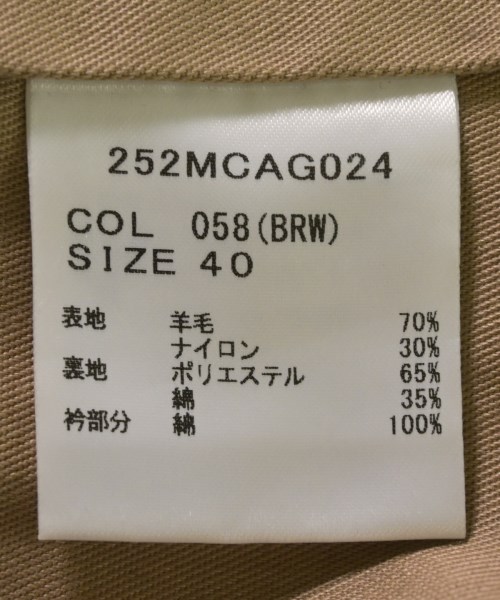 252MCAG024
COL 058(BRW)
SIZE 40
表地 羊毛 70%
ナイロン 30%
裏地 ポリエステル 65%
綿 35%
衿部分 綿 100%